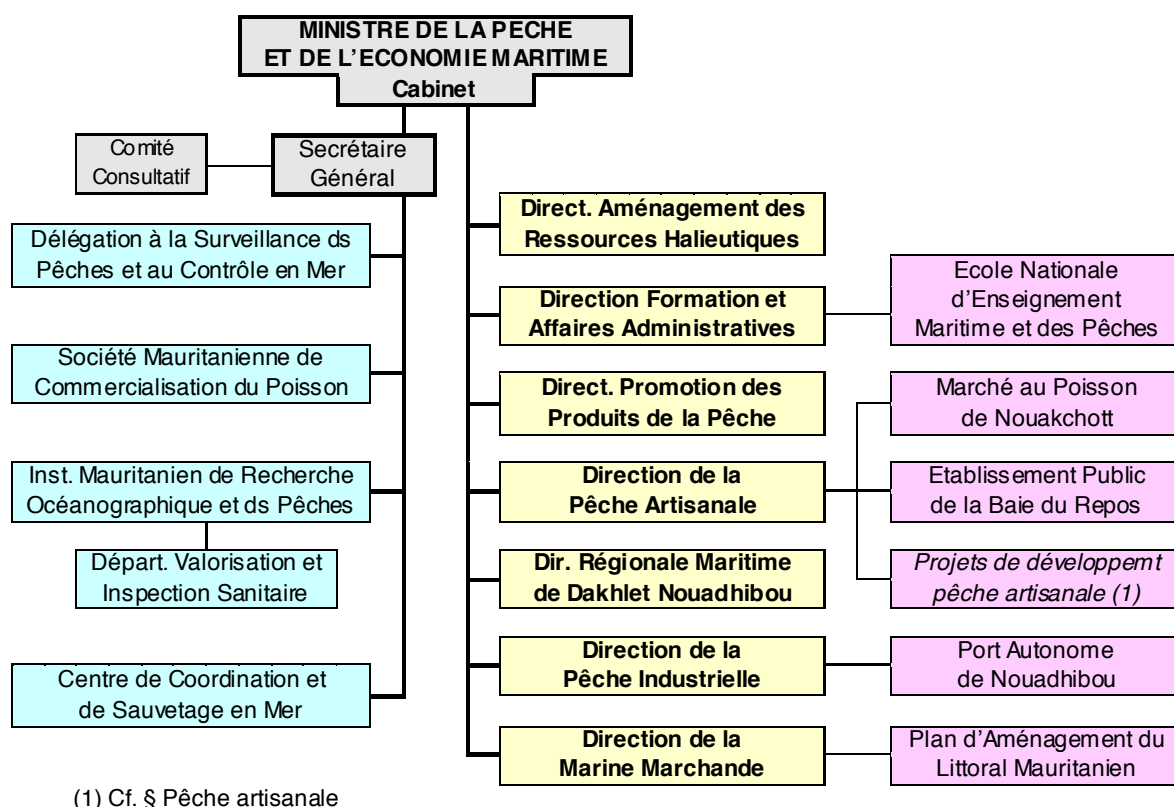 MINISTRE DE LA PECHE
ET DE L'ECONOMIE MARITIME
Cabinet
Comité
Consultatif
Secrétaire
Général
Délégation à la Surveillance ds
Pêches et au Contrôle en Mer
Société Mauritanienne de
Commercialisation du Poisson
Inst. Mauritanien de Recherche
Océanographique et ds Pêches
Départ. Valorisation et
Inspection Sanitaire
Centre de Coordination et
de Sauvetage en Mer
Direct. Aménagement des
Ressources Halieutiques
Direction Formation et
Affaires Administratives
Direct. Promotion des
Produits de la Pêche
Direction de la
Pêche Artisanale
Dir. Régionale Maritime
de Dakhlet Nouadhibou
Direction de la
Pêche Industrielle
Direction de la
Marine Marchande
Ecole Nationale
d'Enseignement
Maritime et des Pêches
Marché au Poisson
de Nouakchott
Etablissement Public
de la Baie du Repos
Projets de développemt
pêche artisanale (1)
Port Autonome
de Nouadhibou
Plan d'Aménagement du
Littoral Mauritanien
(1) Cf. § Pêche artisanale